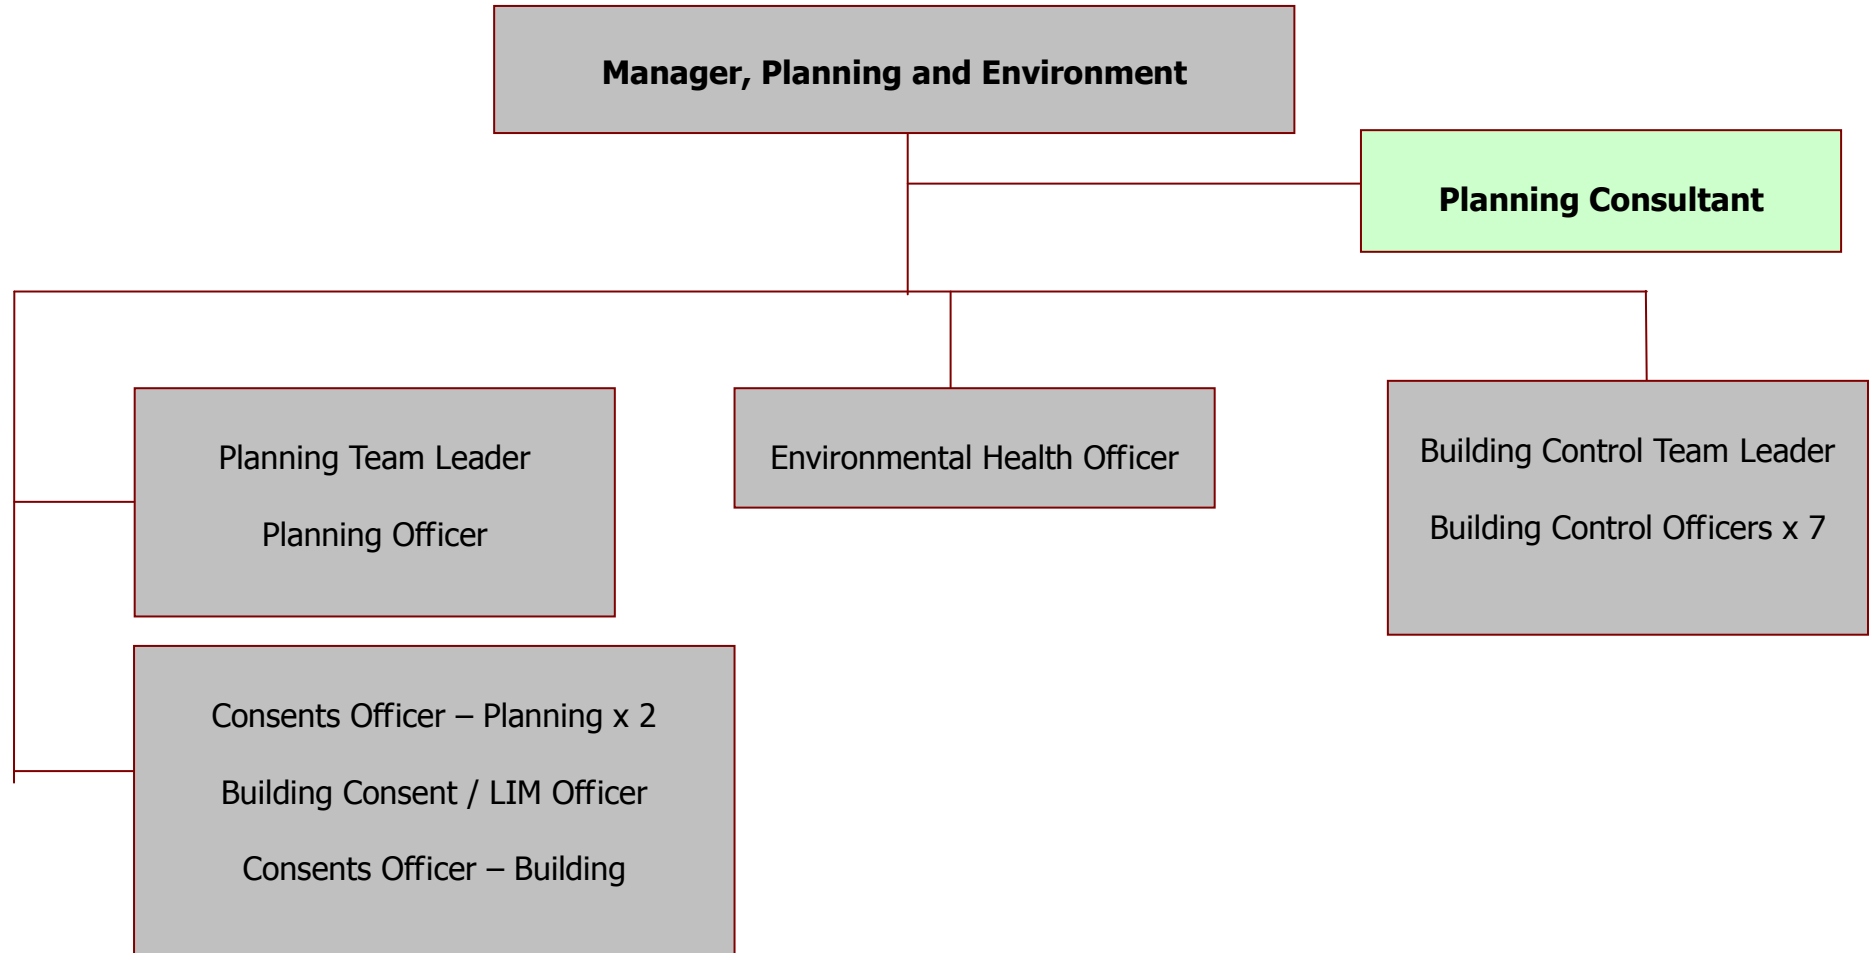 Manager, Planning and Environment
Planning Consultant
Planning Team Leader
Planning Officer
Environmental Health Officer
Building Control Team Leader
Building Control Officers x 7
Consents Officer – Planning x 2
Building Consent / LIM Officer
Consents Officer – Building